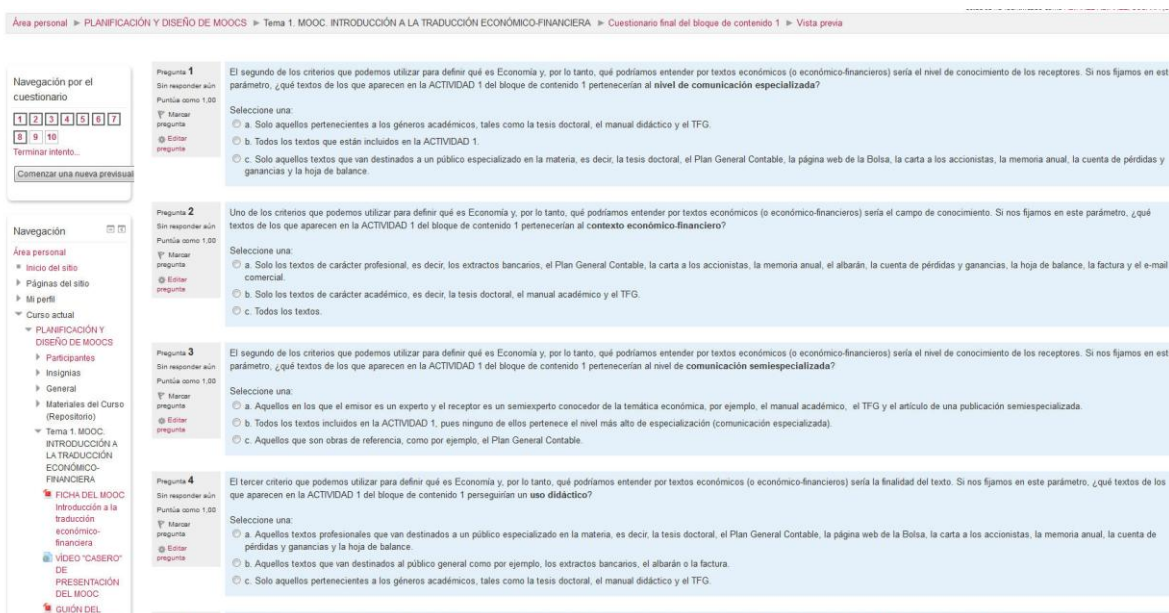 Área personal ► PLANIFICACIÓN Y DISEÑO DE MOOCS ► Tema 1. MOOC. INTRODUCCIÓN A LA TRADUCCIÓN ECONÓMICO-FINANCIERA ► Cuestionario final del bloque de contenido 1 ► Vista previa
Navegación por el
cuestionario
1 2 3 4 5 6 7
8 9 10
Terminar intento...
Comenzar una nueva previsual
Navegación
Área personal
Inicio del sitio
Páginas del sitio
Mi perfil
Curso actual
PLANIFICACIÓN Y
DISEÑO DE MOOCS
Participantes
Insignias
General
Materiales del Curso
(Repositorio)
Tema 1. MOOC.
INTRODUCCIÓN A
LA TRADUCCIÓN
ECONÓMICO-
FINANCIERA
FICHA DEL MOOC
Introducción a la
traducción
económico-
financiera
VÍDEO "CASERO"
DE
PRESENTACIÓN
DEL MOOC
GUIÓN DEL
Pregunta 1
Sin responder aún
Puntúa como 1,00
Marcar
pregunta
Editar
pregunta
El segundo de los criterios que podemos utilizar para definir qué es Economía y, por lo tanto, qué podríamos entender por textos económicos (o económico-financieros) sería el nivel de conocimiento de los receptores. Si nos fijamos en est
parámetro, ¿qué textos de los que aparecen en la ACTIVIDAD 1 del bloque de contenido 1 pertenecerían al nivel de comunicación especializada?
Seleccione una:
a. Solo aquellos pertenecientes a los géneros académicos, tales como la tesis doctoral, el manual didáctico y el TFG.
b. Todos los textos que están incluidos en la ACTIVIDAD 1.
c. Solo aquellos textos que van destinados a un público especializado en la materia, es decir, la tesis doctoral, el Plan General Contable, la página web de la Bolsa, la carta a los accionistas, la memoria anual, la cuenta de pérdidas y
ganancias y la hoja de balance.
Pregunta 2
Sin responder aún
Puntúa como 1,00
Marcar
pregunta
Editar
pregunta
Uno de los criterios que podemos utilizar para definir qué es Economía y, por lo tanto, qué podríamos entender por textos económicos (o económico-financieros) sería el campo de conocimiento. Si nos fijamos en este parámetro, ¿qué
textos de los que aparecen en la ACTIVIDAD 1 del bloque de contenido 1 pertenecerían al contexto económico-financiero?
Seleccione una:
a. Solo los textos de carácter profesional, es decir, los extractos bancarios, el Plan General Contable, la carta a los accionistas, la memoria anual, el albarán, la cuenta de pérdidas y ganancias, la hoja de balance, la factura y el e-mail
comercial.
b. Solo los textos de carácter académico, es decir, la tesis doctoral, el manual académico y el TFG.
c. Todos los textos.
Pregunta 3
Sin responder aún
Puntúa como 1,00
Marcar
pregunta
Editar
pregunta
El segundo de los criterios que podemos utilizar para definir qué es Economía y, por lo tanto, qué podríamos entender por textos económicos (o económico-financieros) sería el nivel de conocimiento de los receptores. Si nos fijamos en est
parámetro, ¿qué textos de los que aparecen en la ACTIVIDAD 1 del bloque de contenido 1 pertenecerían al nivel de comunicación semiespecializada?
Seleccione una:
a. Aquellos en los que el emisor es un experto y el receptor es un semiexperto conocedor de la temática económica, por ejemplo, el manual académico, el TFG y el artículo de una publicación semiespecializada.
b. Todos los textos incluidos en la ACTIVIDAD 1, pues ninguno de ellos pertenece el nivel más alto de especialización (comunicación especializada).
c. Aquellos que son obras de referencia, como por ejemplo, el Plan General Contable.
Pregunta 4
Sin responder aún
Puntúa como 1,00
Marcar
pregunta
Editar
pregunta
El tercer criterio que podemos utilizar para definir qué es Economía y, por lo tanto, qué podríamos entender por textos económicos (o económico-financieros) sería la finalidad del texto. Si nos fijamos en este parámetro, ¿qué textos de los
que aparecen en la ACTIVIDAD 1 del bloque de contenido 1 perseguirían un uso didáctico?
Seleccione una:
a. Aquellos textos profesionales que van destinados a un público especializado en la materia, es decir, la tesis doctoral, el Plan General Contable, la página web de la Bolsa, la carta a los accionistas, la memoria anual, la cuenta de
pérdidas y ganancias y la hoja de balance.
b. Aquellos textos que van destinados al público general como por ejemplo, los extractos bancarios, el albarán o la factura.
c. Solo aquellos pertenecientes a los géneros académicos, tales como la tesis doctoral, el manual didáctico y el TFG.